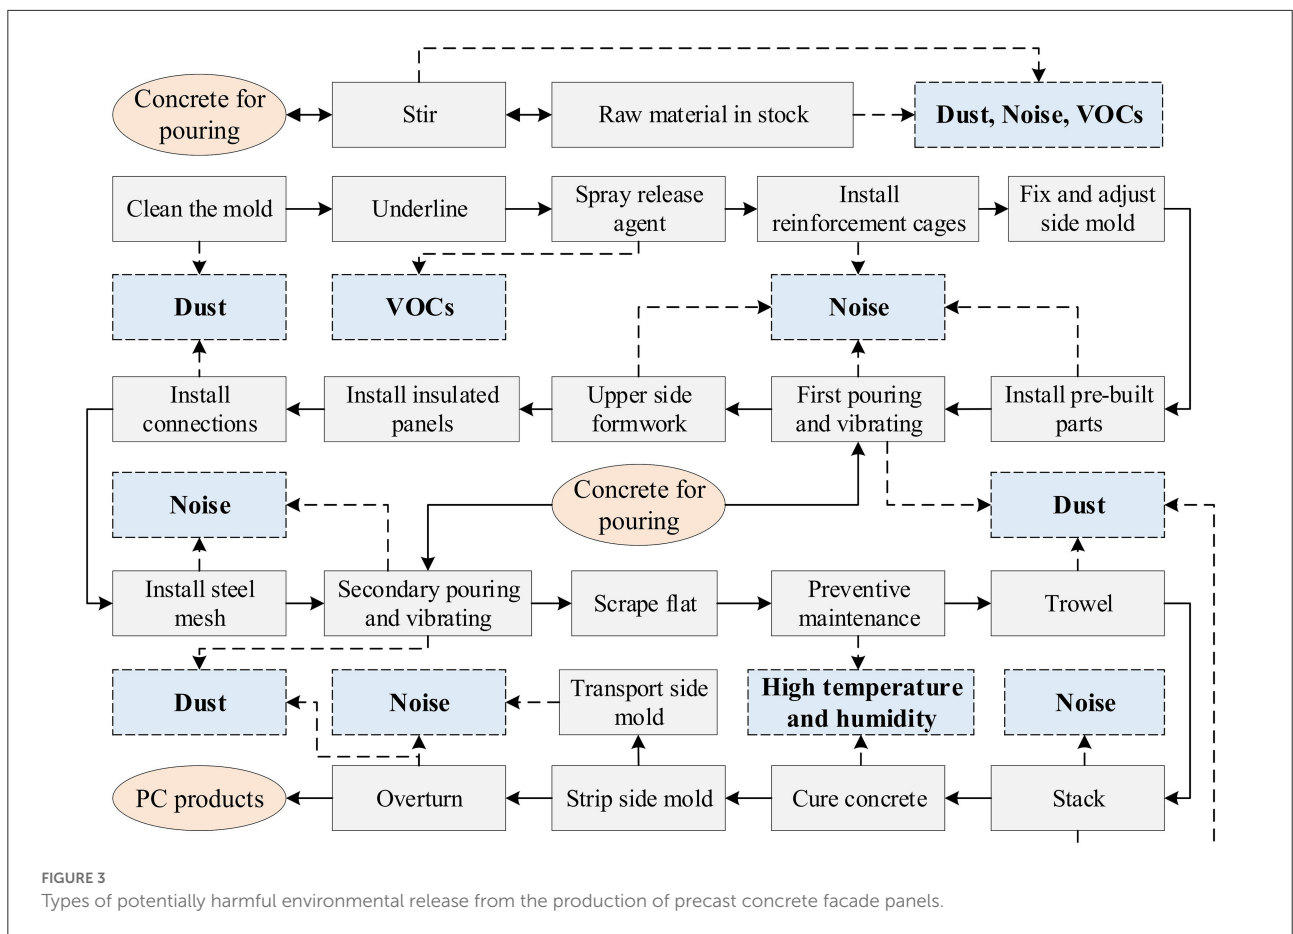 Concrete for
pouring
Stir
Raw material in stock
Dust, Noise, VOCs
Clean the mold
Underline
Spray release
agent
Install
reinforcement cages
Fix and adjust
side mold
Dust
VOCs
Noise
Install
connections
Install insulated
panels
Upper side
formwork
First pouring
and vibrating
Install pre-built
parts
Noise
Concrete for
pouring
Dust
Install steel
mesh
Secondary pouring
and vibrating
Scrape flat
Preventive
maintenance
Trowel
Dust
Noise
Transport side
mold
High temperature
and humidity
Noise
PC products
Overturn
Strip side mold
Cure concrete
Stack
FIGURE 3
Types of potentially harmful environmental release from the production of precast concrete facade panels.